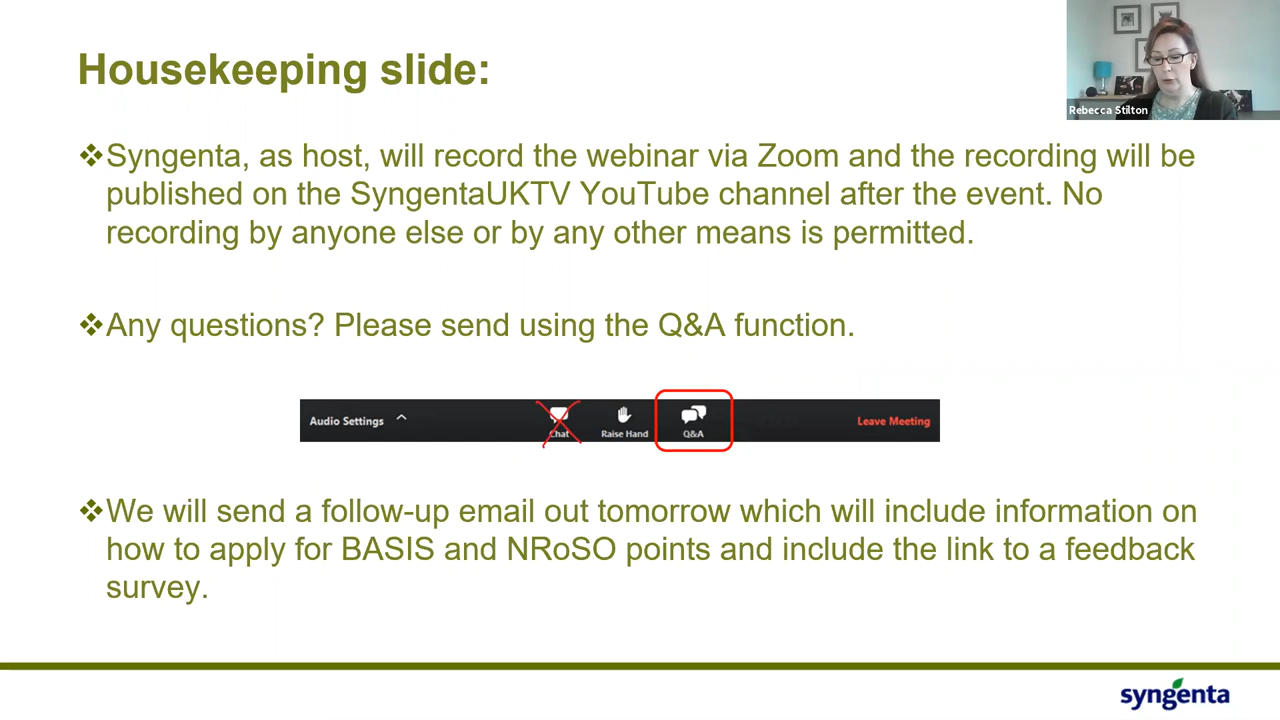 Housekeeping slide:
Rebecca Stilton
❖Syngenta, as host, will record the webinar via Zoom and the recording will be
published on the SyngentaUKTV YouTube channel after the event. No
recording by anyone else or by any other means is permitted.
❖Any questions? Please send using the Q&A function.
Audio Settings ^ Chat Raise Hand Q&A Leave Meeting
❖We will send a follow-up email out tomorrow which will include information on
how to apply for BASIS and NRoSO points and include the link to a feedback
survey.
syngenta